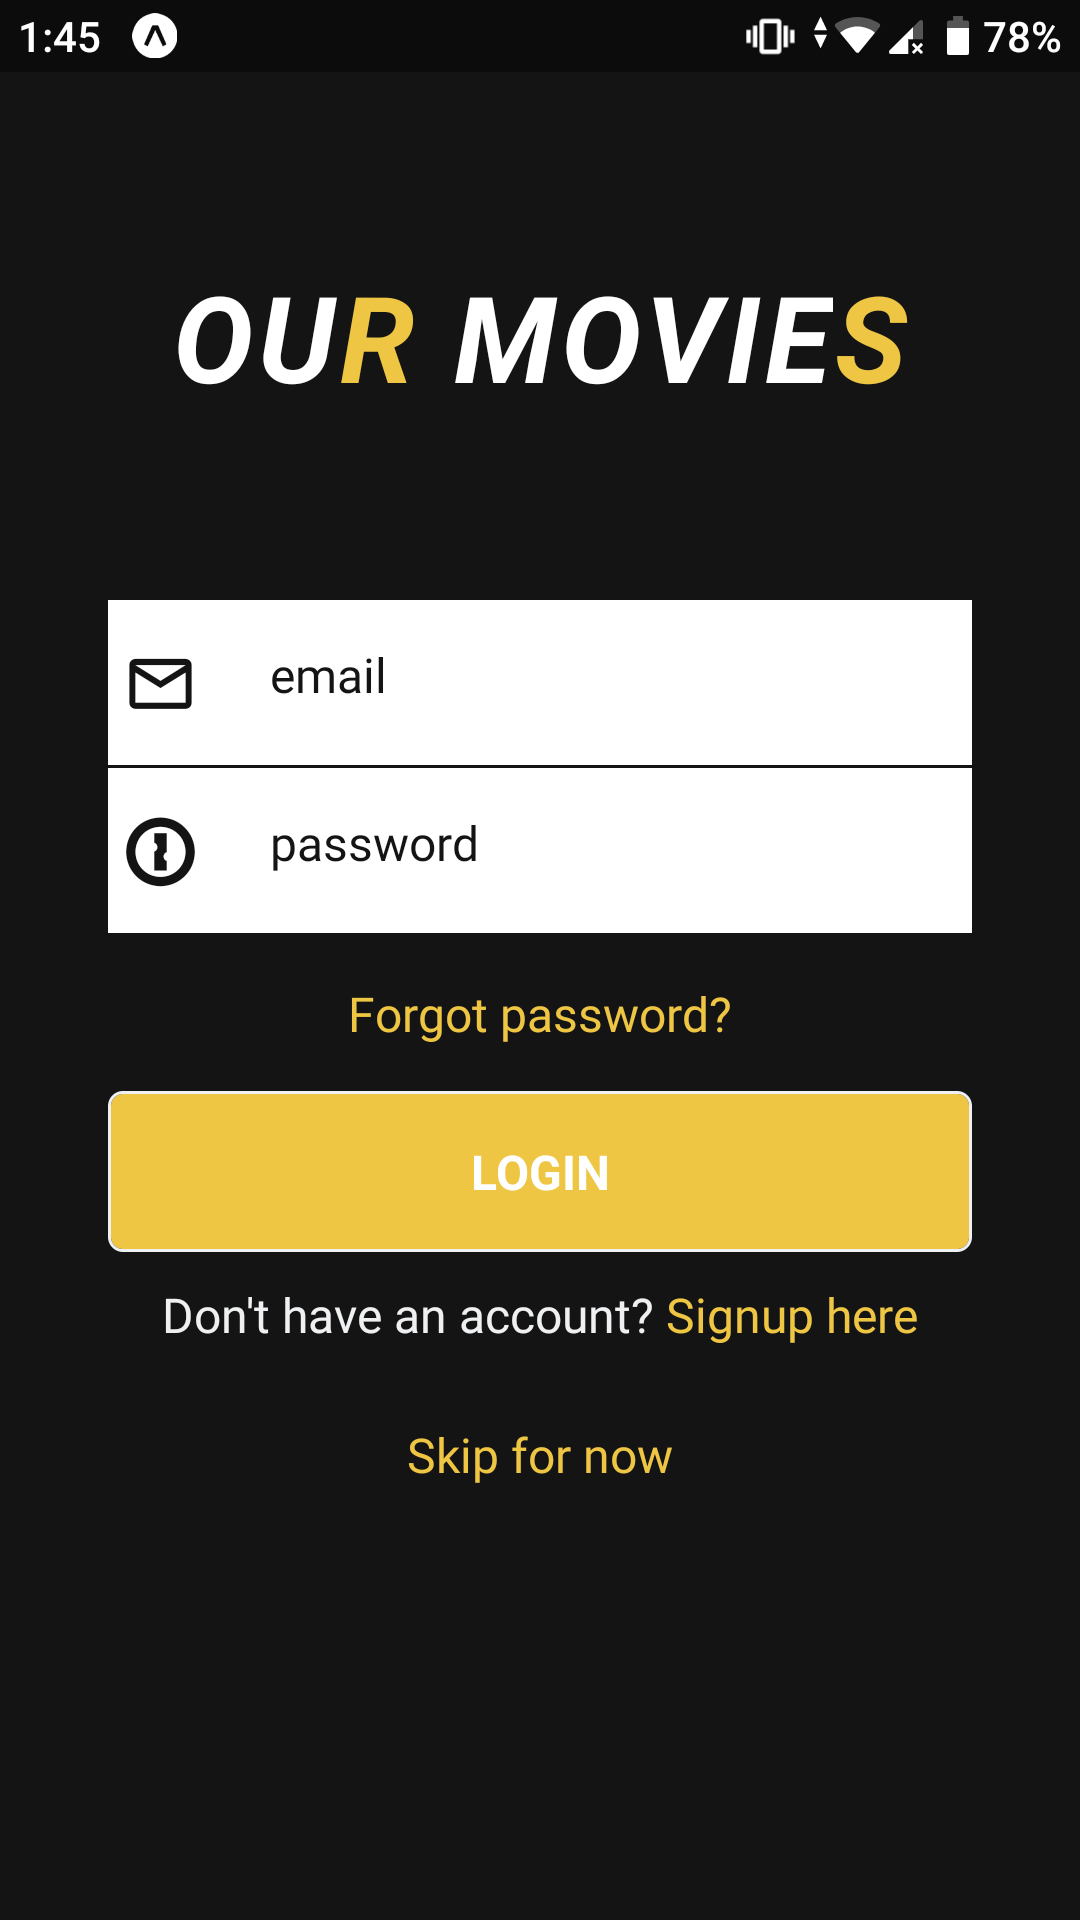 1:45 78%
OUR MOVIES
email
password
Forgot password?
LOGIN
Don't have an account? Signup here
Skip for now